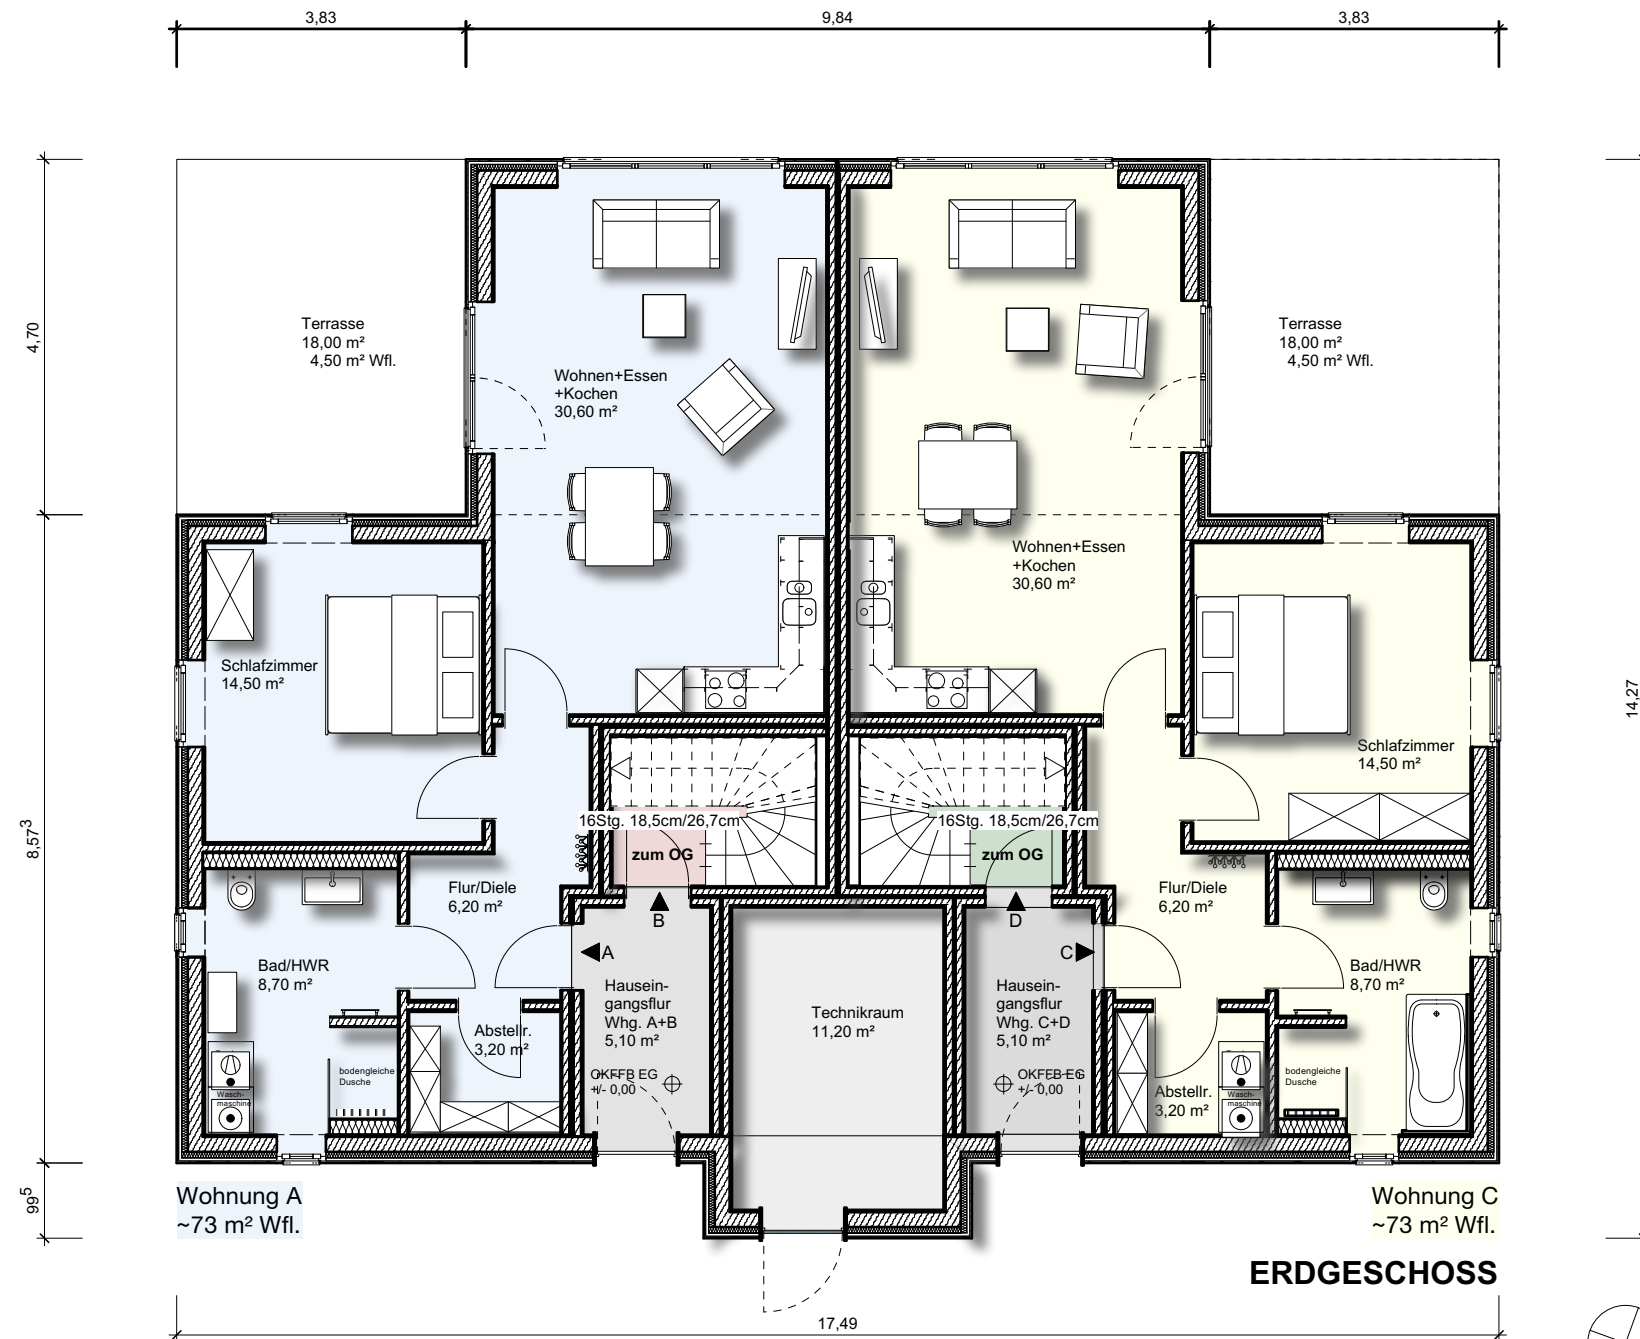 3,83
9,84
3,83
4,70
8,57³
99⁵
14,27
Terrasse
18,00 m²
4,50 m² Wfl.
Wohnen+Essen
+Kochen
30,60 m²
Terrasse
18,00 m²
4,50 m² Wfl.
Wohnen+Essen
+Kochen
30,60 m²
Schlafzimmer
14,50 m²
Schlafzimmer
14,50 m²
16Stg. 18,5cm/26,7cm
zum OG
16Stg. 18,5cm/26,7cm
zum OG
Flur/Diele
6,20 m²
B
A
D
C
Flur/Diele
6,20 m²
Bad/HWR
8,70 m²
Hausein-
gangsflur
Whg. A+B
5,10 m²
OKFFB EG
+/- 0,00
Technikraum
11,20 m²
Hausein-
gangsflur
Whg. C+D
5,10 m²
OKFFB EG
+/- 0,00
Bad/HWR
8,70 m²
Abstellr.
3,20 m²
bodengleiche
Dusche
Wasch-
maschine
Abstellr.
3,20 m²
Wasch-
maschine
bodengleiche
Dusche
Wohnung A
~73 m² Wfl.
Wohnung C
~73 m² Wfl.
ERDGESCHOSS
17,49